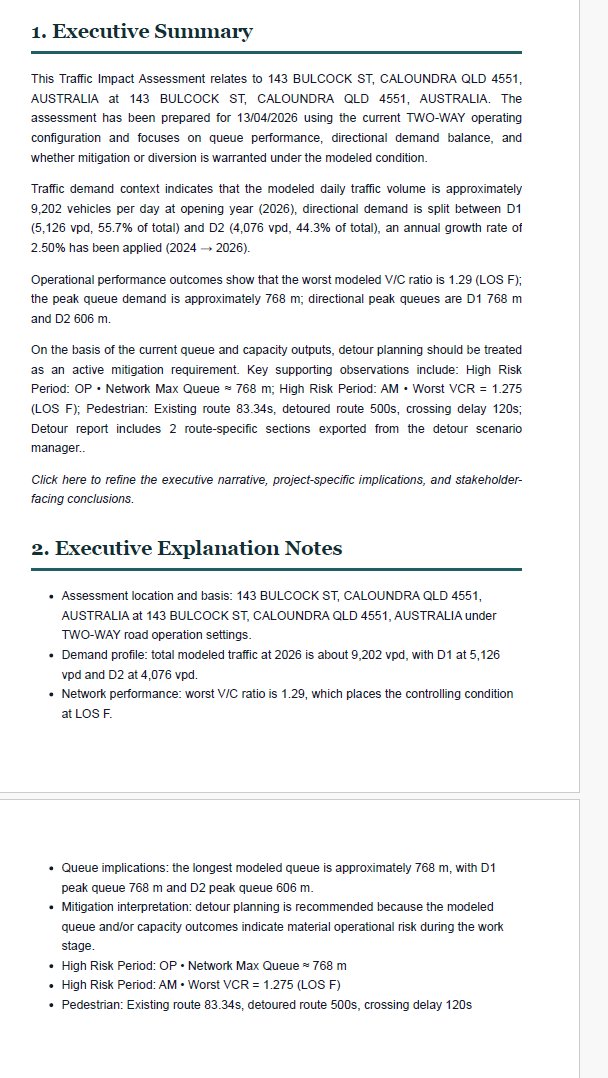 1. Executive Summary
This Traffic Impact Assessment relates to 143 BULCOCK ST, CALOUNDRA QLD 4551,
AUSTRALIA at 143 BULCOCK ST, CALOUNDRA QLD 4551, AUSTRALIA. The
assessment has been prepared for 13/04/2026 using the current TWO-WAY operating
configuration and focuses on queue performance, directional demand balance, and
whether mitigation or diversion is warranted under the modeled condition.
Traffic demand context indicates that the modeled daily traffic volume is approximately
9,202 vehicles per day at opening year (2026), directional demand is split between D1
(5,126 vpd, 55.7% of total) and D2 (4,076 vpd, 44.3% of total), an annual growth rate of
2.50% has been applied (2024 → 2026).
Operational performance outcomes show that the worst modeled V/C ratio is 1.29 (LOS F);
the peak queue demand is approximately 768 m; directional peak queues are D1 768 m
and D2 606 m.
On the basis of the current queue and capacity outputs, detour planning should be treated
as an active mitigation requirement. Key supporting observations include: High Risk
Period: OP • Network Max Queue ≈ 768 m; High Risk Period: AM • Worst VCR = 1.275
(LOS F); Pedestrian: Existing route 83.34s, detoured route 500s, crossing delay 120s;
Detour report includes 2 route-specific sections exported from the detour scenario
manager..
Click here to refine the executive narrative, project-specific implications, and stakeholder-
facing conclusions.
2. Executive Explanation Notes
• Assessment location and basis: 143 BULCOCK ST, CALOUNDRA QLD 4551,
AUSTRALIA at 143 BULCOCK ST, CALOUNDRA QLD 4551, AUSTRALIA under
TWO-WAY road operation settings.
• Demand profile: total modeled traffic at 2026 is about 9,202 vpd, with D1 at 5,126
vpd and D2 at 4,076 vpd.
• Network performance: worst V/C ratio is 1.29, which places the controlling condition
at LOS F.
• Queue implications: the longest modeled queue is approximately 768 m, with D1
peak queue 768 m and D2 peak queue 606 m.
• Mitigation interpretation: detour planning is recommended because the modeled
queue and/or capacity outcomes indicate material operational risk during the work
stage.
• High Risk Period: OP • Network Max Queue ≈ 768 m
• High Risk Period: AM • Worst VCR = 1.275 (LOS F)
• Pedestrian: Existing route 83.34s, detoured route 500s, crossing delay 120s